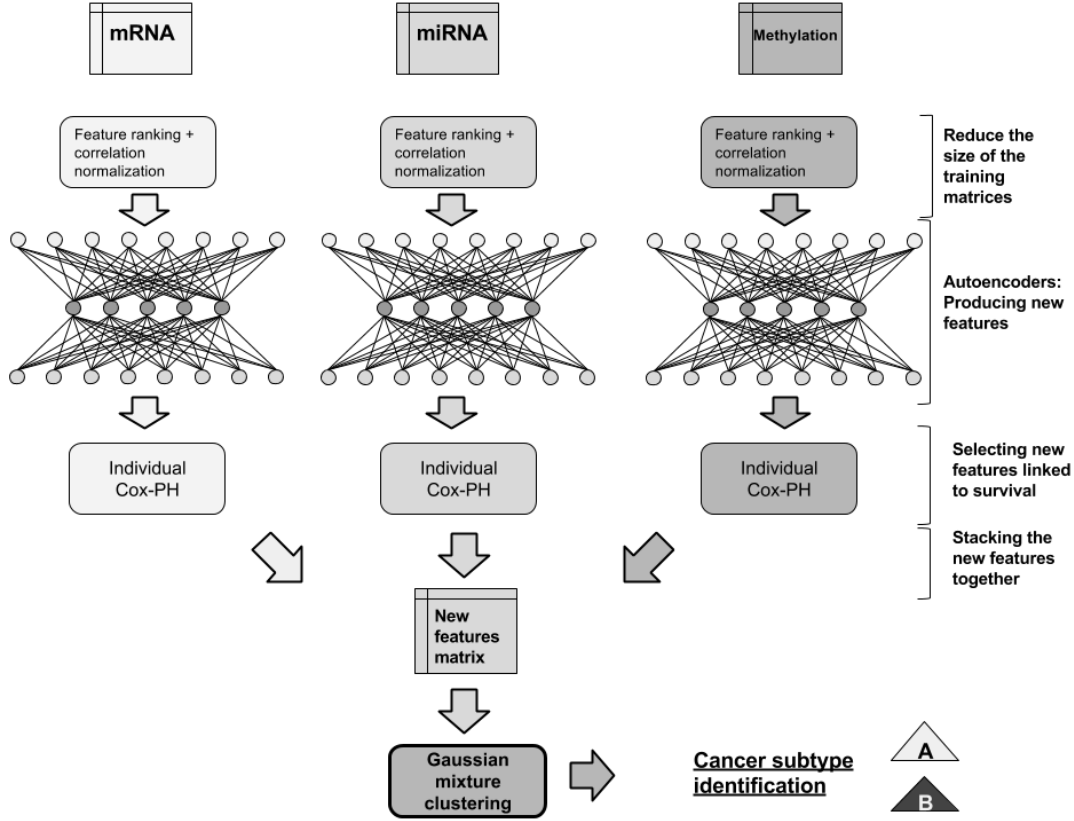 mRNA
miRNA
Methylation
Feature ranking +
correlation
normalization
Feature ranking +
correlation
normalization
Feature ranking +
correlation
normalization
Reduce the
size of the
training
matrices
Autoencoders:
Producing new
features
Individual
Cox-PH
Individual
Cox-PH
Individual
Cox-PH
Selecting new
features linked
to survival
Stacking the
new features
together
New
features
matrix
Gaussian
mixture
clustering
Cancer subtype
identification
A
B